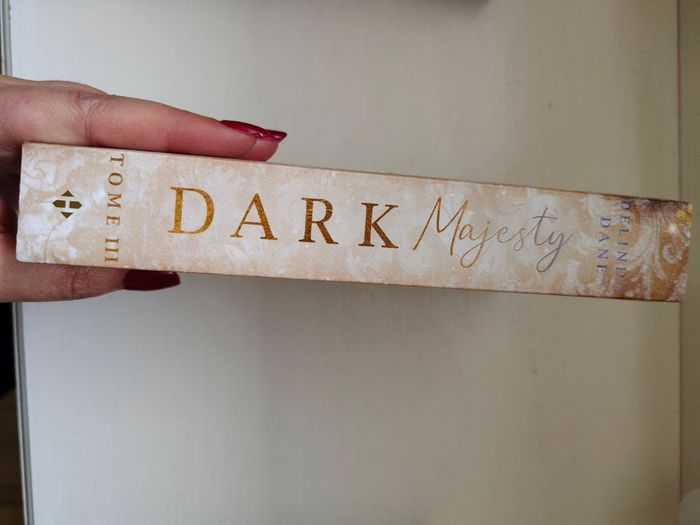 TOME III
DARK Majesty
DELINDA
DANE